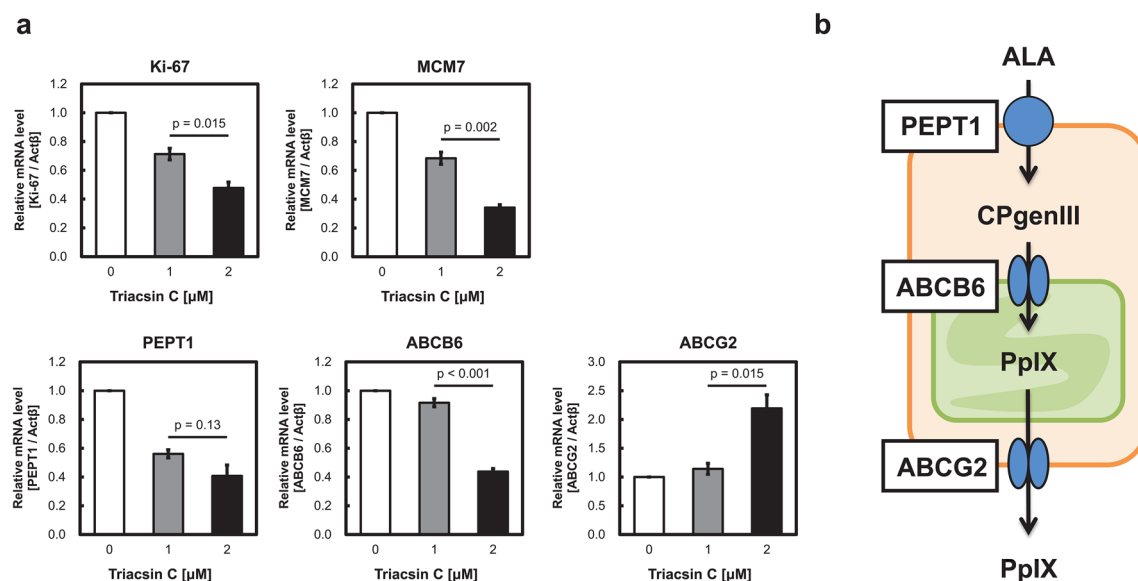 a
Ki-67
Relative mRNA level
[Ki-67 / Actβ]
1.2
1.0
0.8
0.6
0.4
0.2
0.0
p = 0.015
0 1 2
Triacsin C [µM]
MCM7
Relative mRNA level
[MCM7 / Actβ]
1.2
1.0
0.8
0.6
0.4
0.2
0.0
p = 0.002
0 1 2
Triacsin C [µM]
PEPT1
Relative mRNA level
[PEPT1 / Actβ]
1.2
1.0
0.8
0.6
0.4
0.2
0.0
p = 0.13
0 1 2
Triacsin C [µM]
ABCB6
Relative mRNA level
[ABCB6 / Actβ]
1.2
1.0
0.8
0.6
0.4
0.2
0.0
p < 0.001
0 1 2
Triacsin C [µM]
ABCG2
Relative mRNA level
[ABCG2 / Actβ]
3.0
2.5
2.0
1.5
1.0
0.5
0.0
p = 0.015
0 1 2
Triacsin C [µM]
b
ALA
PEPT1
CPgenIII
ABCB6
PpIX
ABCG2
PpIX